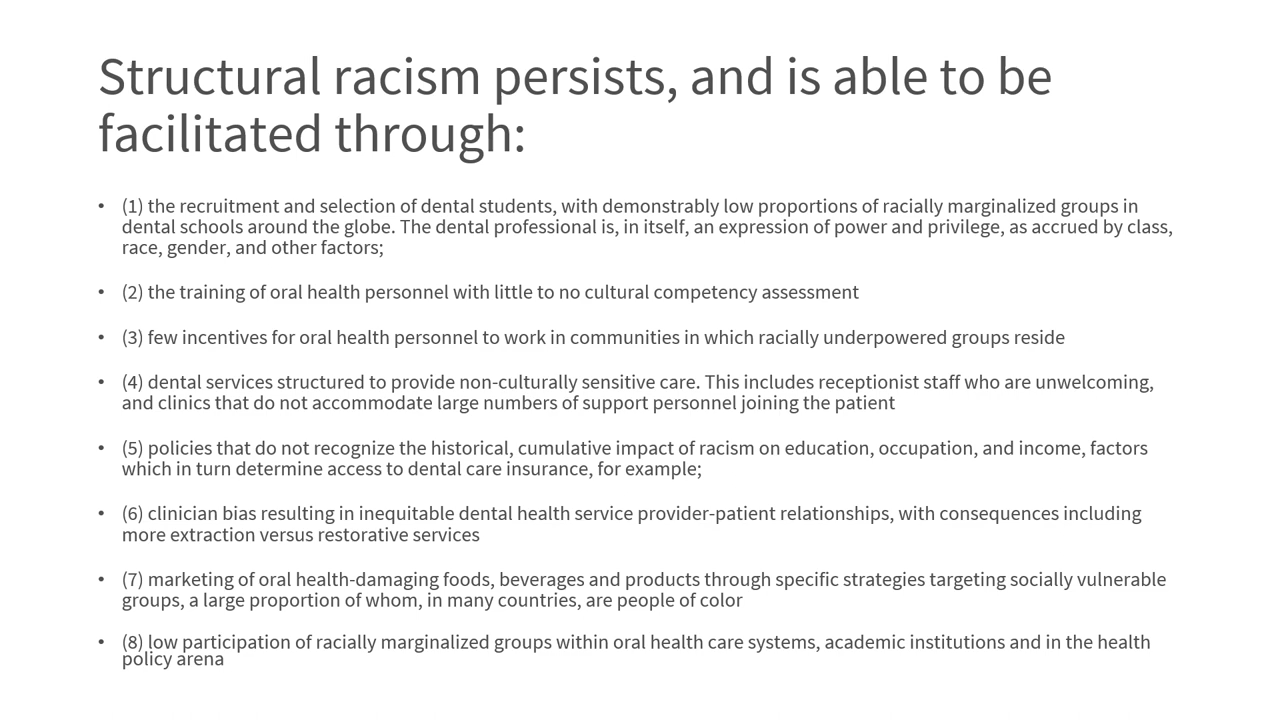 Structural racism persists, and is able to be
facilitated through:
• (1) the recruitment and selection of dental students, with demonstrably low proportions of racially marginalized groups in
dental schools around the globe. The dental professional is, in itself, an expression of power and privilege, as accrued by class,
race, gender, and other factors;
• (2) the training of oral health personnel with little to no cultural competency assessment
• (3) few incentives for oral health personnel to work in communities in which racially underpowered groups reside
• (4) dental services structured to provide non-culturally sensitive care. This includes receptionist staff who are unwelcoming,
and clinics that do not accommodate large numbers of support personnel joining the patient
• (5) policies that do not recognize the historical, cumulative impact of racism on education, occupation, and income, factors
which in turn determine access to dental care insurance, for example;
• (6) clinician bias resulting in inequitable dental health service provider-patient relationships, with consequences including
more extraction versus restorative services
• (7) marketing of oral health-damaging foods, beverages and products through specific strategies targeting socially vulnerable
groups, a large proportion of whom, in many countries, are people of color
• (8) low participation of racially marginalized groups within oral health care systems, academic institutions and in the health
policy arena